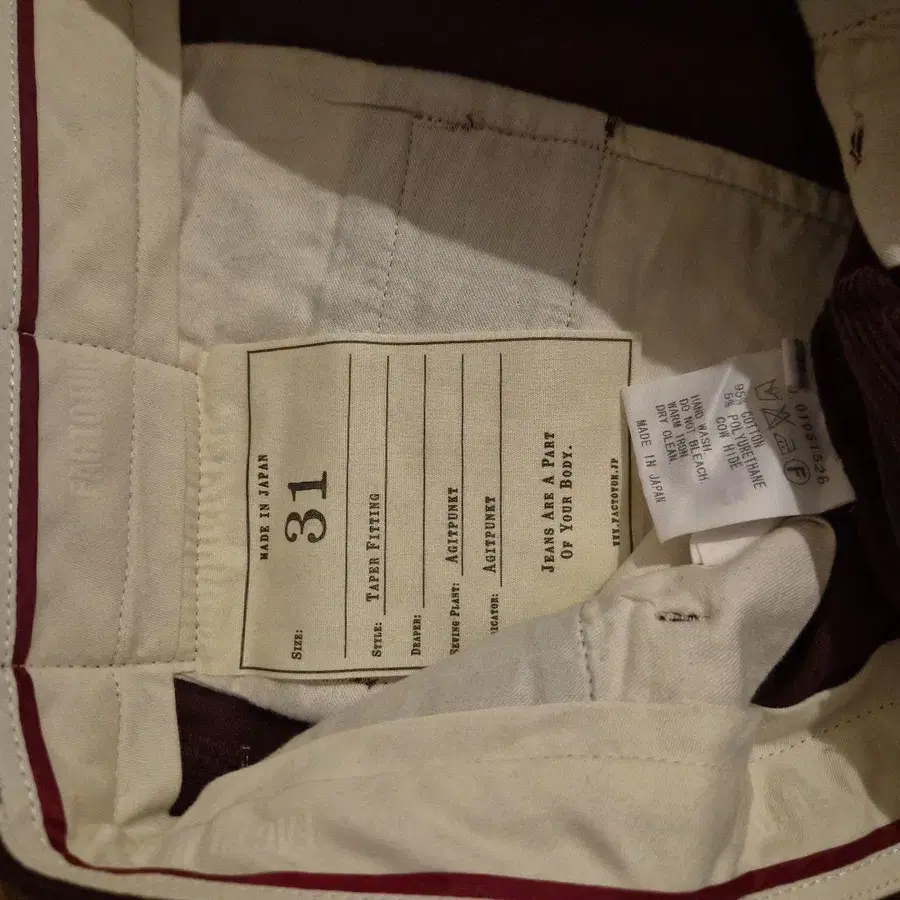 MADE IN JAPAN
SIZE: 31
STYLE: TAPER FITTING
DRAPER:
SEWING PLANT: AGITPUNKT
ICATOR: AGITPUNKT
JEANS ARE A PART
OF YOUR BODY.
WWW.FACTOTUM.JP
01051526
F
95% COTTON
5% POLYURETHANE
COW HIDE
HAND WASH
DO NOT BLEACH
WARM IRON
DRY CLEAN
MADE IN JAPAN